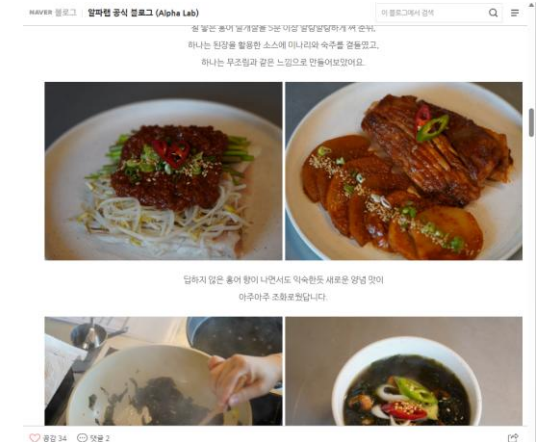 NAVER 블로그 | 알파랩 공식 블로그 (Alpha Lab)
이 블로그에서 검색
하나는 된장을 활용한 소스에 미나리와 숙주를 곁들였고,
하나는 무조림과 같은 느낌으로 만들어보았어요.
딥하지 않은 홍어 향이 나면서도 익숙한듯 새로운 양념 맛이
아주아주 조화로웠답니다.
공감 34 댓글 2